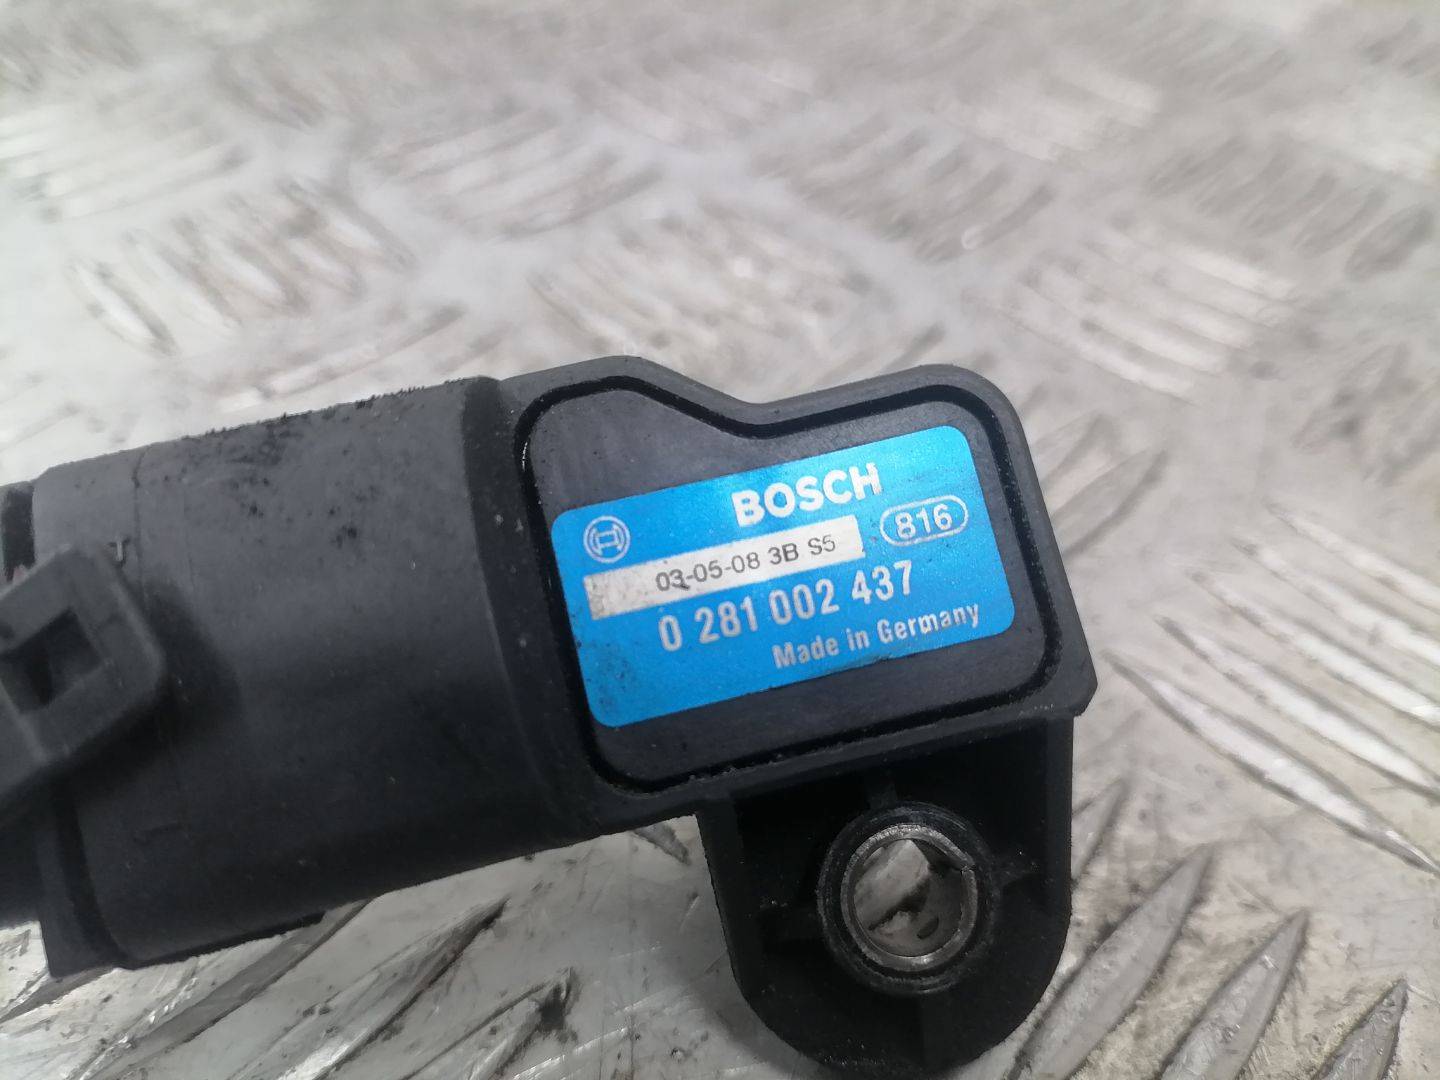 BOSCH
03-05-08 3B S5
816
0 281 002 437
Made in Germany